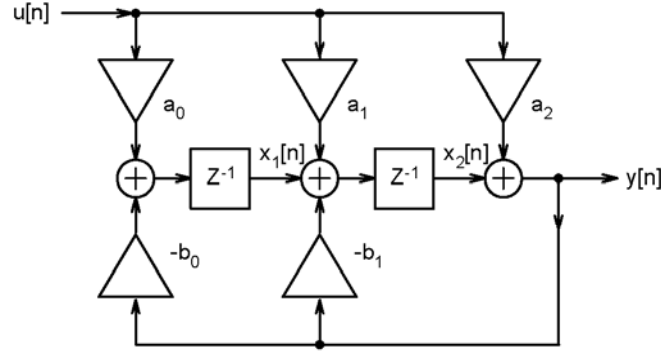 u[n]
a₀
a₁
a₂
x₁[n]
x₂[n]
Z⁻¹
Z⁻¹
y[n]
-b₀
-b₁